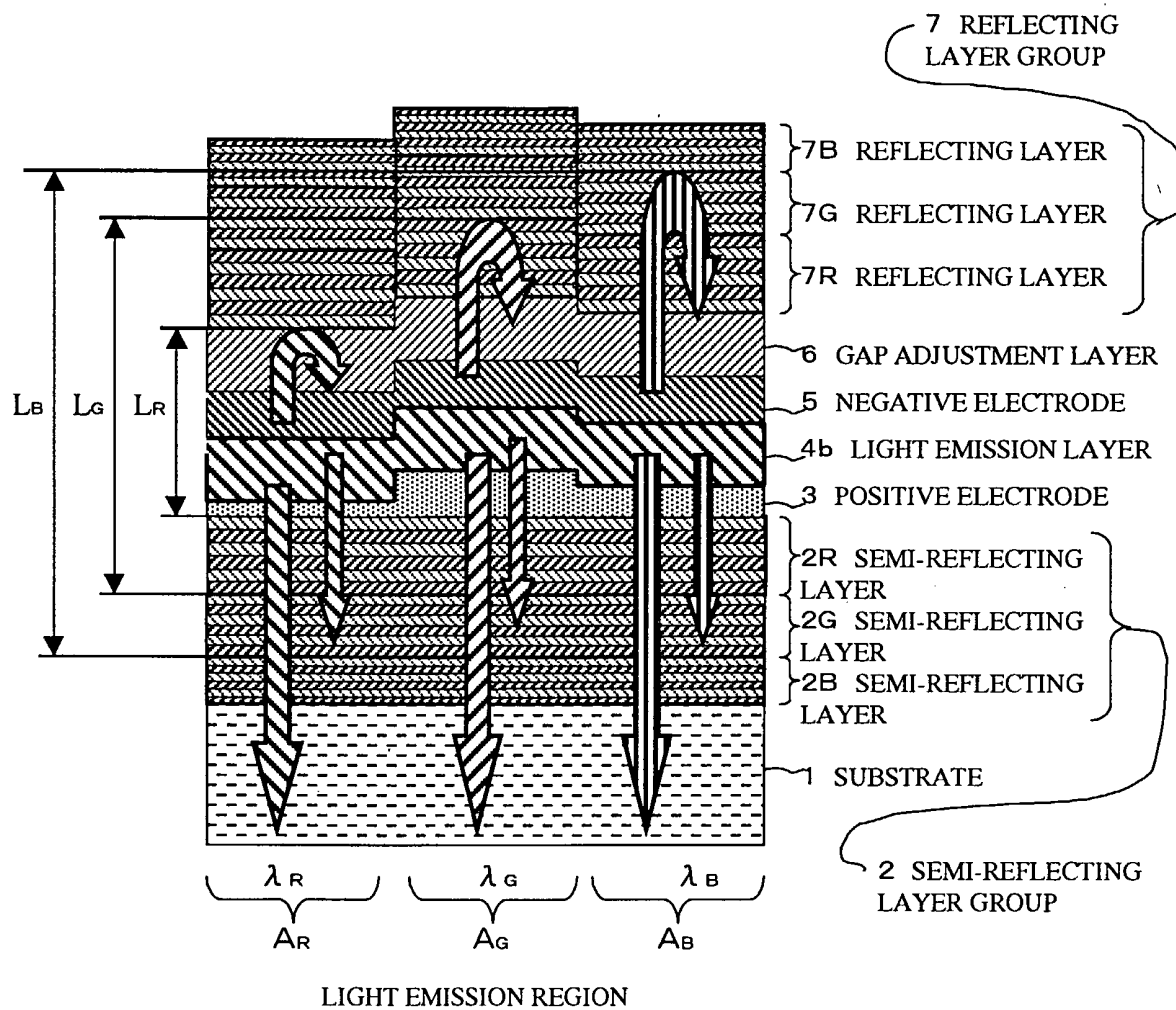 7 REFLECTING
LAYER GROUP
7B REFLECTING LAYER
7G REFLECTING LAYER
7R REFLECTING LAYER
6 GAP ADJUSTMENT LAYER
5 NEGATIVE ELECTRODE
4b LIGHT EMISSION LAYER
3 POSITIVE ELECTRODE
2R SEMI-REFLECTING
LAYER
2G SEMI-REFLECTING
LAYER
2B SEMI-REFLECTING
LAYER
1 SUBSTRATE
2 SEMI-REFLECTING
LAYER GROUP
LB LG LR
λR λG λB
AR AG AB
LIGHT EMISSION REGION